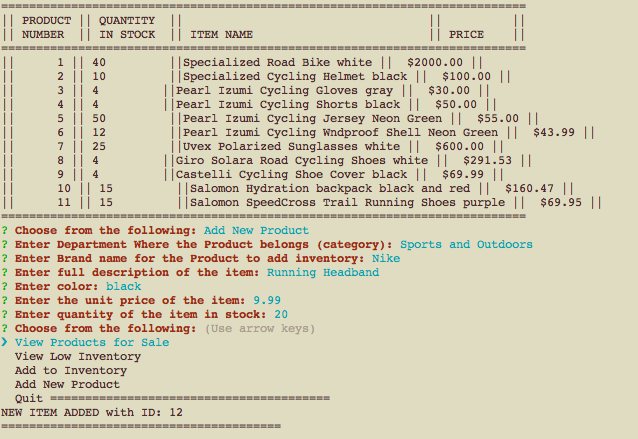 ===========================================================================
|| PRODUCT || QUANTITY  ||                                    ||          ||
|| NUMBER  || IN STOCK  || ITEM NAME                          || PRICE    ||
===========================================================================
||       1 || 40         ||Specialized Road Bike white ||  $2000.00 ||
||       2 || 10         ||Specialized Cycling Helmet black ||  $100.00 ||
||       3 || 4         ||Pearl Izumi Cycling Gloves gray ||  $30.00 ||
||       4 || 4         ||Pearl Izumi Cycling Shorts black ||  $50.00 ||
||       5 || 50         ||Pearl Izumi Cycling Jersey Neon Green ||  $55.00 ||
||       6 || 12         ||Pearl Izumi Cycling Wndproof Shell Neon Green ||  $43.99 ||
||       7 || 25         ||Uvex Polarized Sunglasses white ||  $600.00 ||
||       8 || 4         ||Giro Solara Road Cycling Shoes white ||  $291.53 ||
||       9 || 4         ||Castelli Cycling Shoe Cover black ||  $69.99 ||
||       10 || 15         ||Salomon Hydration backpack black and red ||  $160.47 ||
||       11 || 15         ||Salomon SpeedCross Trail Running Shoes purple ||  $69.95 ||
===========================================================================
? Choose from the following: Add New Product
? Enter Department Where the Product belongs (category): Sports and Outdoors
? Enter Brand name for the Product to add inventory: Nike
? Enter full description of the item: Running Headband
? Enter color: black
? Enter the unit price of the item: 9.99
? Enter quantity of the item in stock: 20
? Choose from the following: (Use arrow keys)
❯ View Products for Sale
  View Low Inventory
  Add to Inventory
  Add New Product
  Quit ========================================
NEW ITEM ADDED with ID: 12
========================================